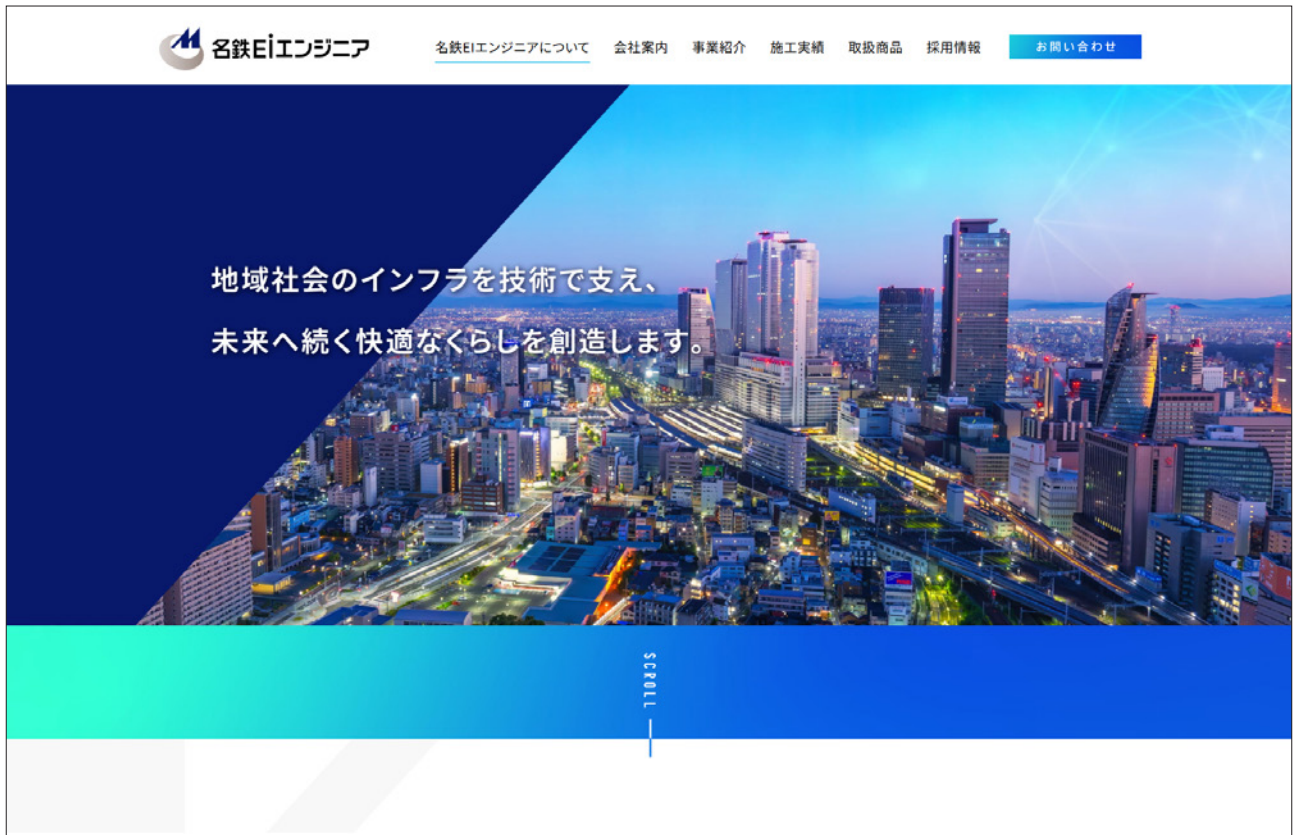 名鉄EIエンジニア
名鉄EIエンジニアについて 会社案内 事業紹介 施工実績 取扱商品 採用情報 お問い合わせ
地域社会のインフラを技術で支え、
未来へ続く快適なくらしを創造します。
SCROLL